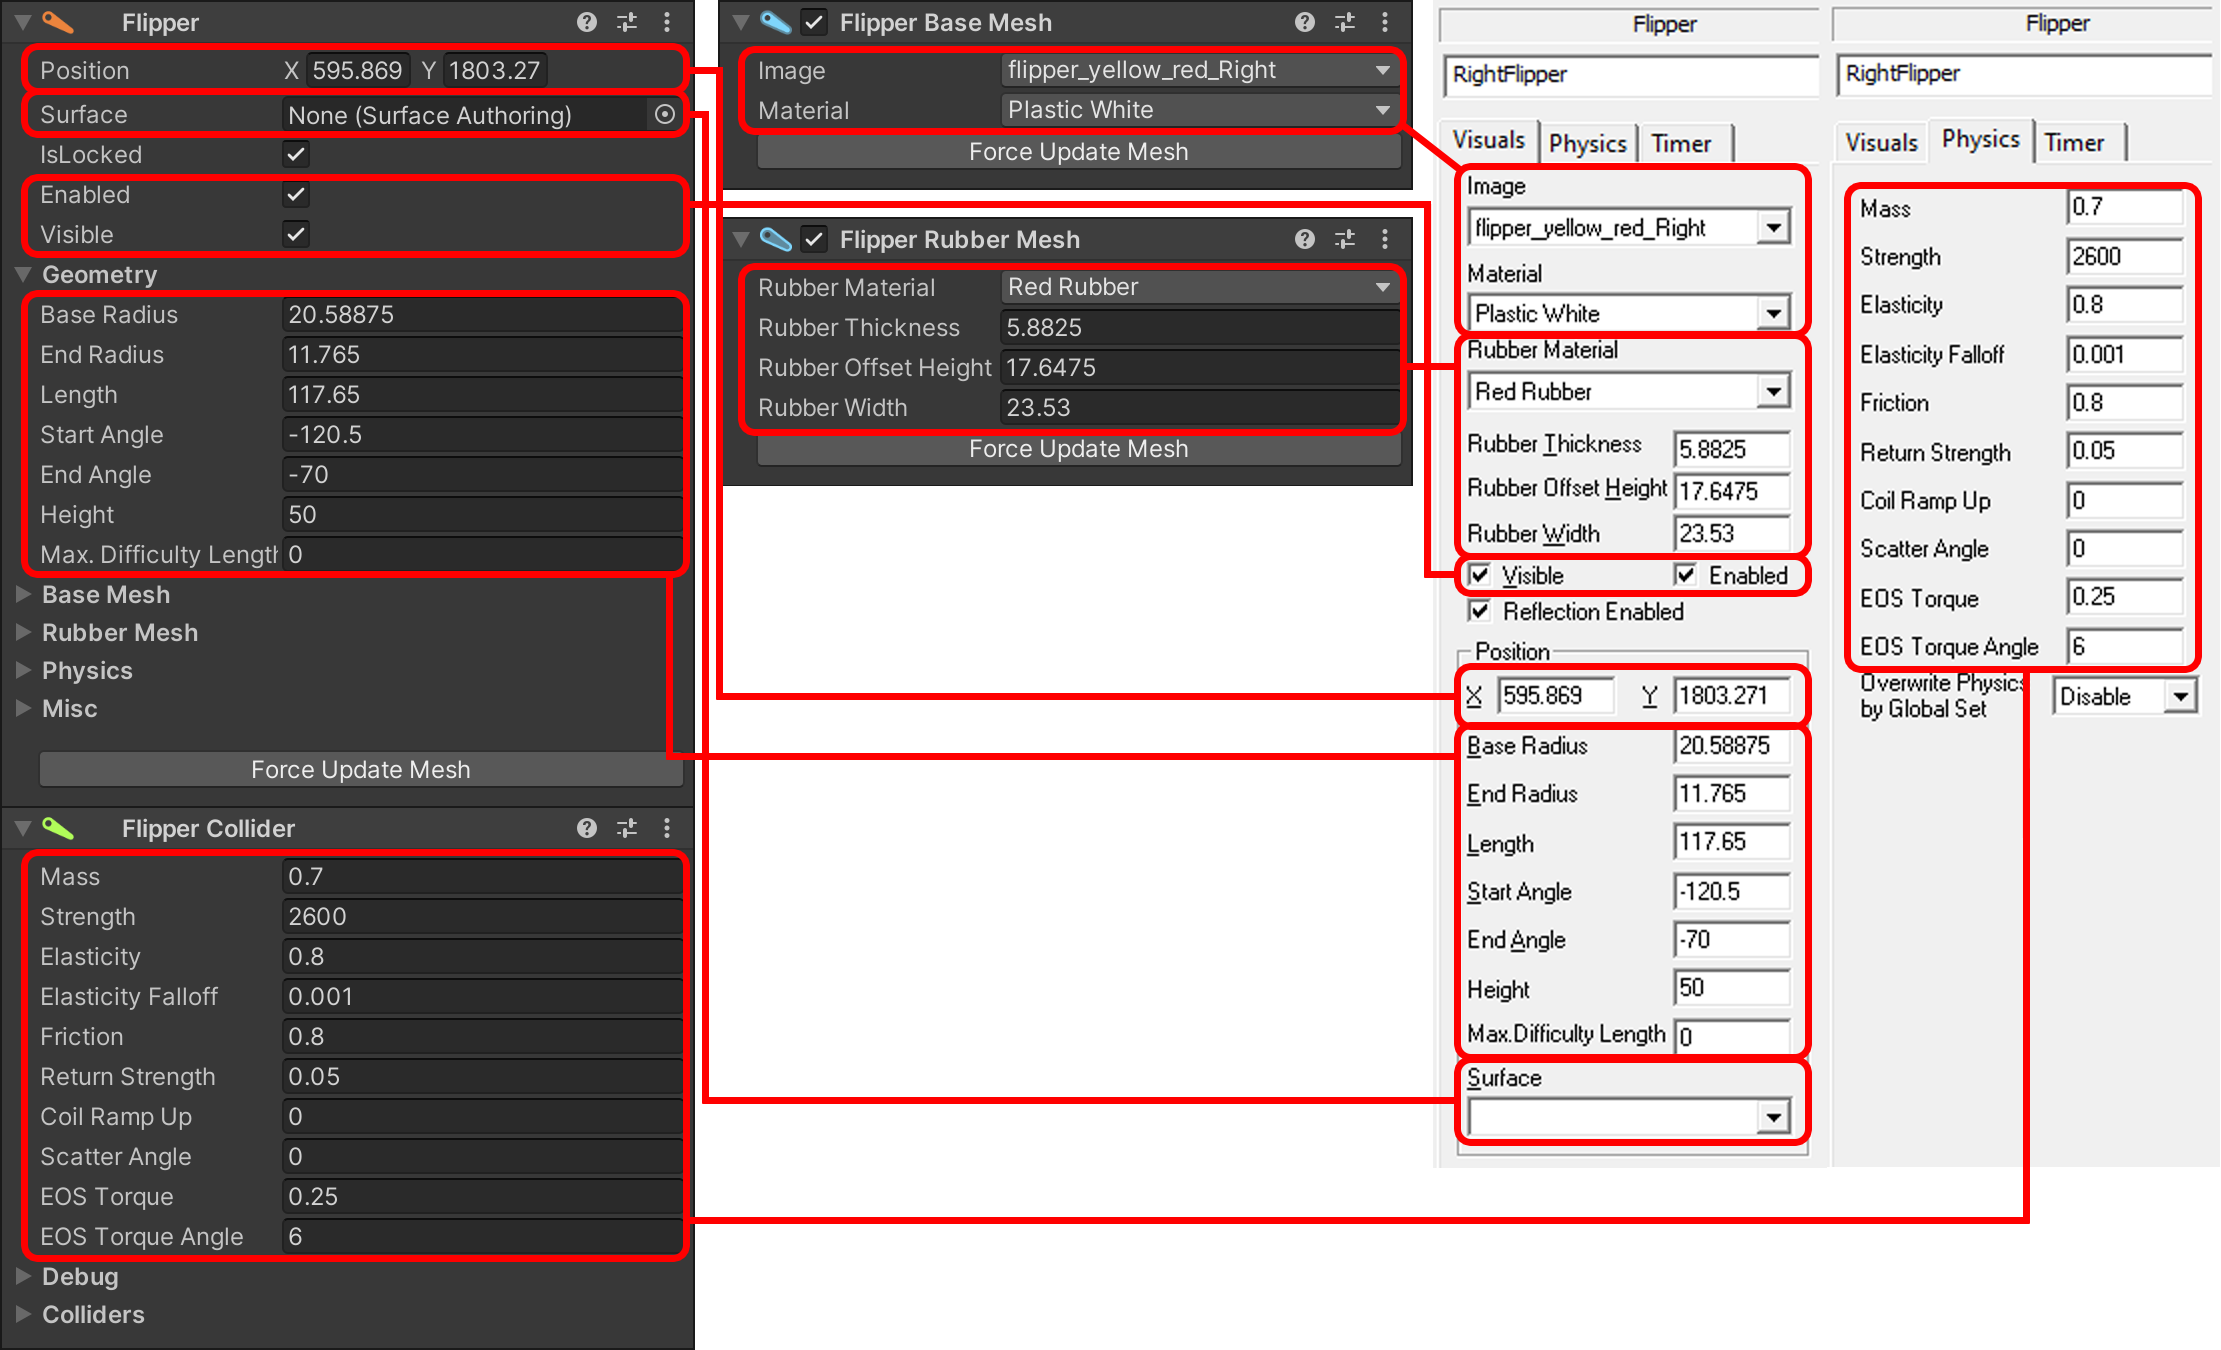 Flipper
Position X 595.869 Y 1803.27
Surface None (Surface Authoring)
IsLocked
Enabled
Visible
Geometry
Base Radius 20.58875
End Radius 11.765
Length 117.65
Start Angle -120.5
End Angle -70
Height 50
Max. Difficulty Length 0
Base Mesh
Rubber Mesh
Physics
Misc
Force Update Mesh
Flipper Collider
Mass 0.7
Strength 2600
Elasticity 0.8
Elasticity Falloff 0.001
Friction 0.8
Return Strength 0.05
Coil Ramp Up 0
Scatter Angle 0
EOS Torque 0.25
EOS Torque Angle 6
Debug
Colliders
Flipper Base Mesh
Image flipper_yellow_red_Right
Material Plastic White
Force Update Mesh
Flipper Rubber Mesh
Rubber Material Red Rubber
Rubber Thickness 5.8825
Rubber Offset Height 17.6475
Rubber Width 23.53
Force Update Mesh
Flipper
RightFlipper
Visuals Physics Timer
Image
flipper_yellow_red_Right
Material
Plastic White
Rubber Material
Red Rubber
Rubber Thickness 5.8825
Rubber Offset Height 17.6475
Rubber Width 23.53
Visible Enabled
Reflection Enabled
Position
X 595.869 Y 1803.271
Base Radius 20.58875
End Radius 11.765
Length 117.65
Start Angle -120.5
End Angle -70
Height 50
Max.Difficulty Length 0
Surface
Flipper
RightFlipper
Visuals Physics Timer
Mass 0.7
Strength 2600
Elasticity 0.8
Elasticity Falloff 0.001
Friction 0.8
Return Strength 0.05
Coil Ramp Up 0
Scatter Angle 0
EOS Torque 0.25
EOS Torque Angle 6
Overwrite Physics
by Global Set Disable